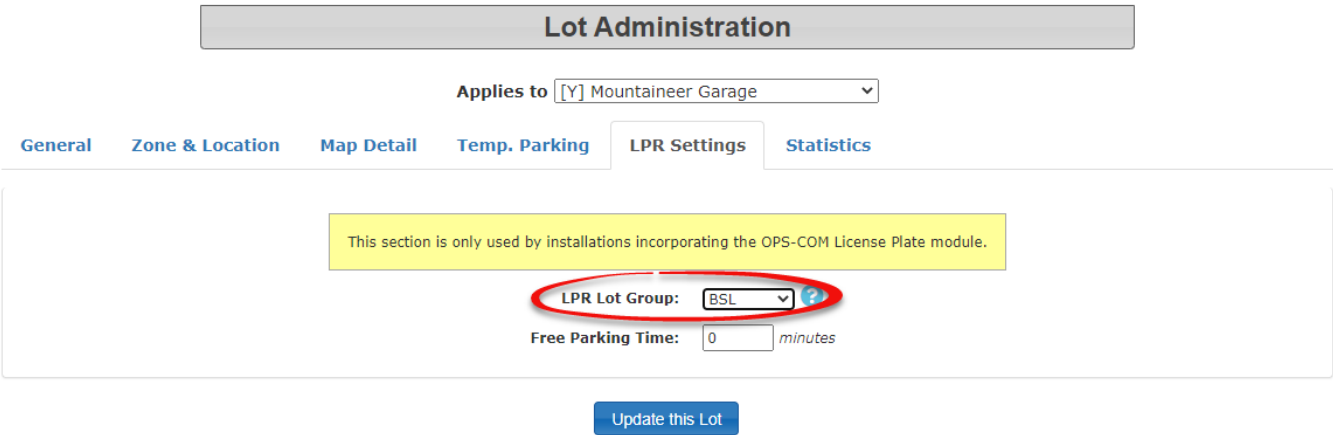 Lot Administration
Applies to [Y] Mountaineer Garage
General Zone & Location Map Detail Temp. Parking LPR Settings Statistics
This section is only used by installations incorporating the OPS-COM License Plate module.
LPR Lot Group: BSL ?
Free Parking Time: 0 minutes
Update this Lot